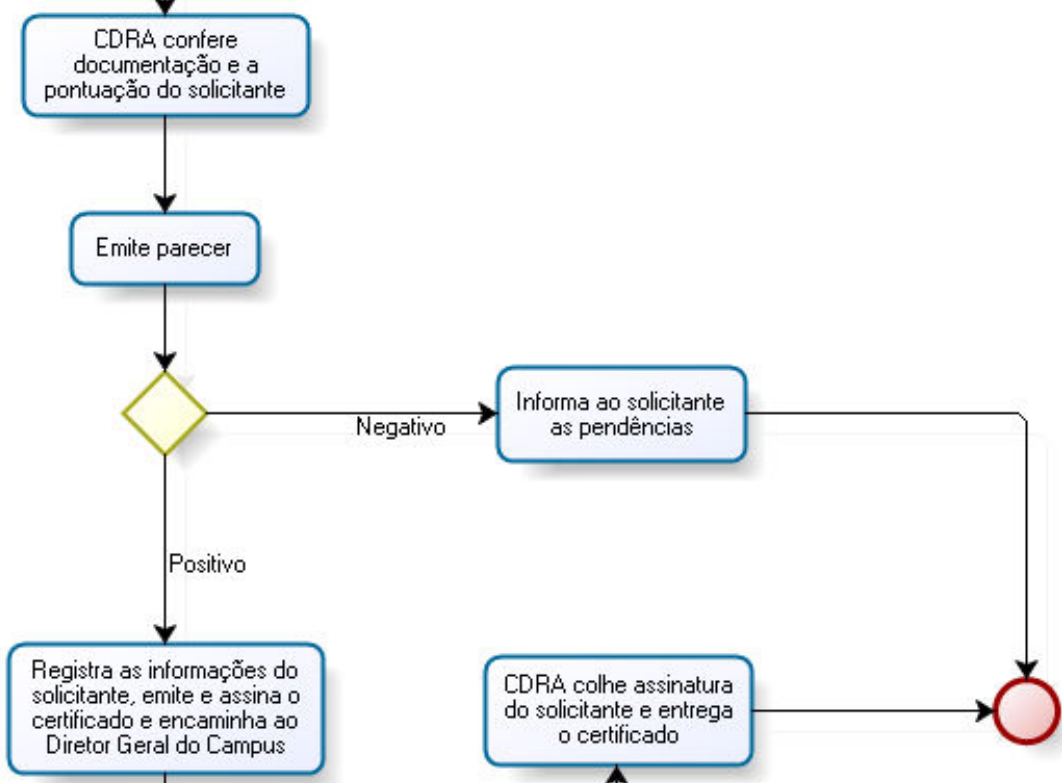 CDRA confere
documentação e a
pontuação do solicitante
Emite parecer
Negativo
Informa ao solicitante
as pendências
Positivo
Registra as informações do
solicitante, emite e assina o
certificado e encaminha ao
Diretor Geral do Campus
CDRA colhe assinatura
do solicitante e entrega
o certificado